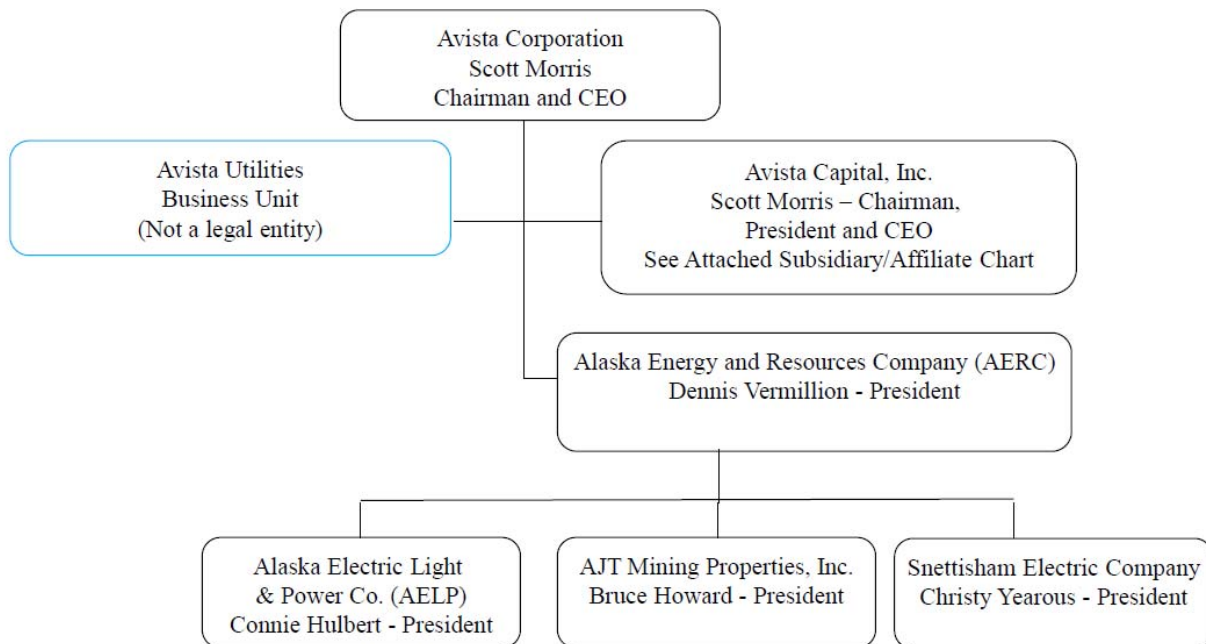 Avista Corporation
Scott Morris
Chairman and CEO
Avista Utilities
Business Unit
(Not a legal entity)
Avista Capital, Inc.
Scott Morris – Chairman,
President and CEO
See Attached Subsidiary/Affiliate Chart
Alaska Energy and Resources Company (AERC)
Dennis Vermillion - President
Alaska Electric Light
& Power Co. (AELP)
Connie Hulbert - President
AJT Mining Properties, Inc.
Bruce Howard - President
Snettisham Electric Company
Christy Yearous - President